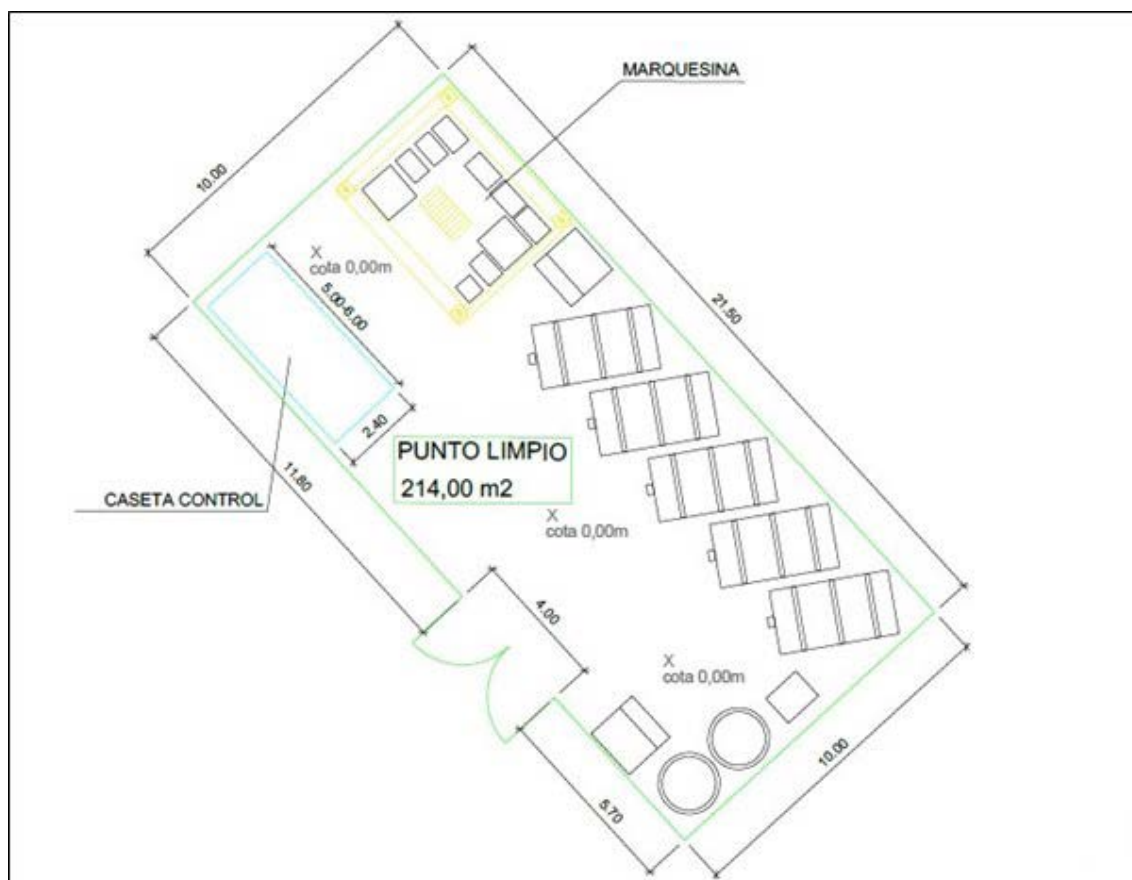 MARQUESINA
10.00
X
cota 0,00m
5.00-6.00
21.50
2.40
PUNTO LIMPIO
214,00 m2
11.80
CASETA CONTROL
X
cota 0,00m
4.00
X
cota 0,00m
10.00
5.70